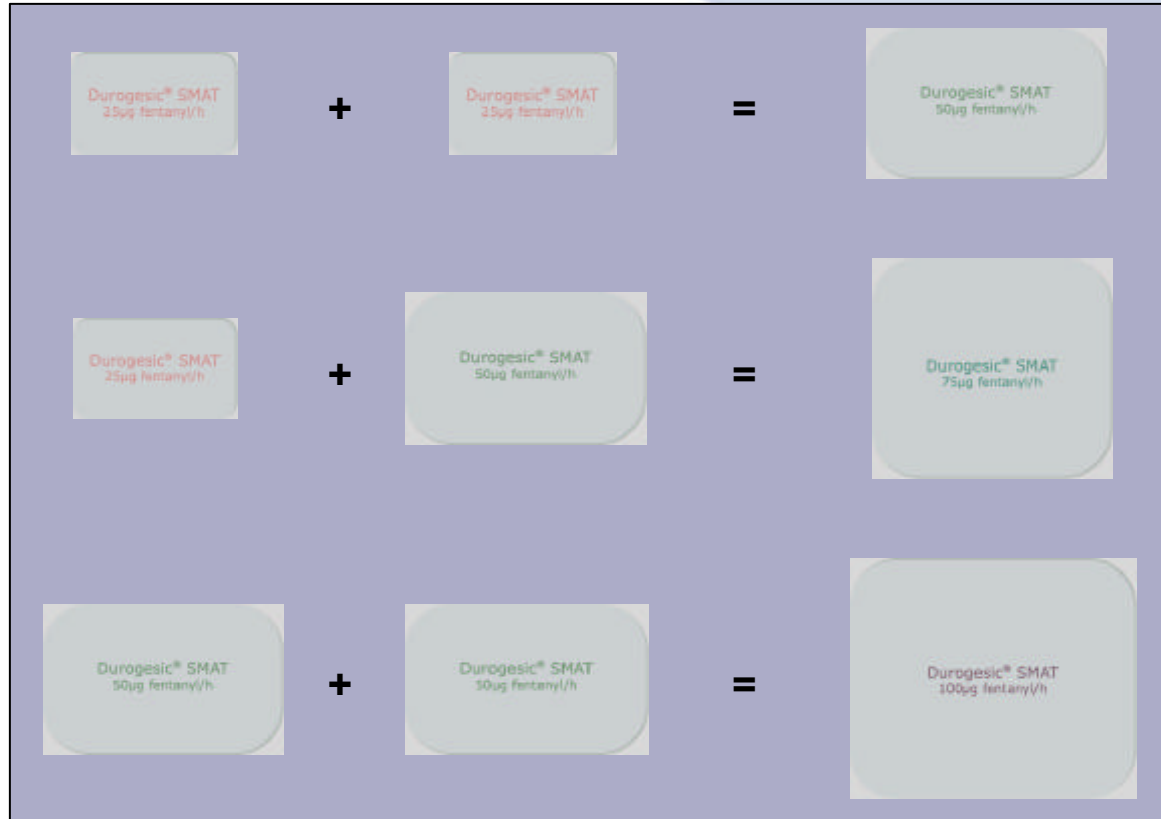 Durogesic® SMAT
25µg fentanyl/h
+
Durogesic® SMAT
25µg fentanyl/h
=
Durogesic® SMAT
50µg fentanyl/h
Durogesic® SMAT
25µg fentanyl/h
+
Durogesic® SMAT
50µg fentanyl/h
=
Durogesic® SMAT
75µg fentanyl/h
Durogesic® SMAT
50µg fentanyl/h
+
Durogesic® SMAT
50µg fentanyl/h
=
Durogesic® SMAT
100µg fentanyl/h